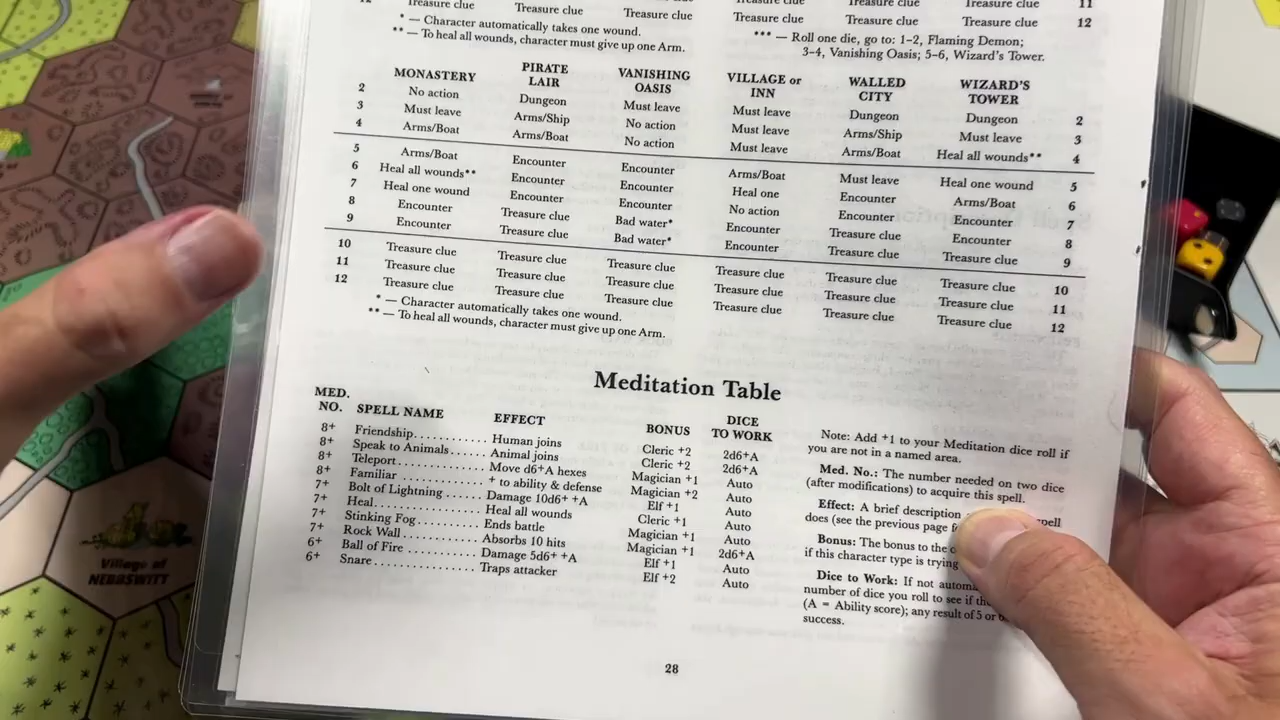 Treasure clue Treasure clue Treasure clue Treasure clue Treasure clue Treasure clue 11
12 Treasure clue Treasure clue Treasure clue Treasure clue Treasure clue Treasure clue 12
* — Character automatically takes one wound.
** — To heal all wounds, character must give up one Arm.
*** — Roll one die, go to: 1–2, Flaming Demon;
3–4, Vanishing Oasis; 5–6, Wizard's Tower.
MONASTERY PIRATE LAIR VANISHING OASIS VILLAGE or INN WALLED CITY WIZARD'S TOWER
2 No action Dungeon Must leave Must leave Dungeon Dungeon 2
3 Must leave Arms/Ship No action Must leave Arms/Ship Must leave 3
4 Arms/Boat Arms/Boat No action Must leave Arms/Boat Heal all wounds** 4
5 Arms/Boat Encounter Encounter Arms/Boat Must leave Heal one wound 5
6 Heal all wounds** Encounter Encounter Heal one Encounter Arms/Boat 6
7 Heal one wound Encounter Encounter No action Encounter Encounter 7
8 Encounter Treasure clue Bad water* Encounter Treasure clue Encounter 8
9 Encounter Treasure clue Bad water* Encounter Treasure clue Treasure clue 9
10 Treasure clue Treasure clue Treasure clue Treasure clue Treasure clue Treasure clue 10
11 Treasure clue Treasure clue Treasure clue Treasure clue Treasure clue Treasure clue 11
12 Treasure clue Treasure clue Treasure clue Treasure clue Treasure clue Treasure clue 12
* — Character automatically takes one wound.
** — To heal all wounds, character must give up one Arm.
Meditation Table
MED. NO. SPELL NAME EFFECT BONUS DICE TO WORK
8+ Friendship........... Human joins Cleric +2 2d6+A
8+ Speak to Animals...... Animal joins Cleric +2 2d6+A
8+ Teleport............. Move d6+A hexes Magician +1 Auto
8+ Familiar ............ + to ability & defense Magician +2 Auto
7+ Bolt of Lightning ...... Damage 10d6+ +A Elf +1 Auto
7+ Heal................ Heal all wounds Cleric +1 Auto
7+ Stinking Fog.......... Ends battle Magician +1 Auto
7+ Rock Wall ........... Absorbs 10 hits Magician +1 2d6+A
6+ Ball of Fire .......... Damage 5d6+ +A Elf +1 Auto
6+ Snare............... Traps attacker Elf +2 Auto
Note: Add +1 to your Meditation dice roll if
you are not in a named area.
Med. No.: The number needed on two dice
(after modifications) to acquire this spell.
Effect: A brief description spell
does (see the previous page
Bonus: The bonus to the
if this character type is trying
Dice to Work: If not
number of dice you roll to see if
(A = Ability score); any result of 5 or
success.
28
Village of
NEBASWITT